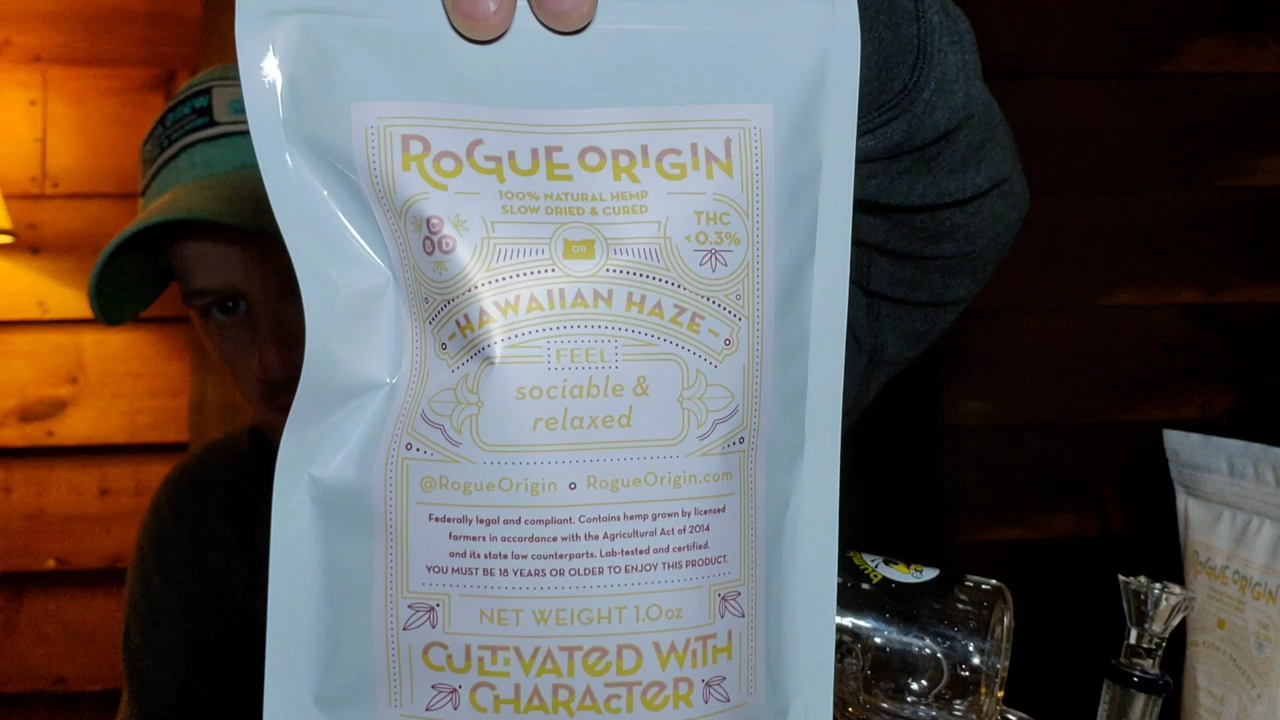 ROGUE ORIGIN
100% NATURAL HEMP
SLOW DRIED & CURED
CBD
THC
<0.3%
OR
-HAWAIIAN HAZE-
FEEL
sociable &
relaxed
@RogueOrigin • RogueOrigin.com
Federally legal and compliant. Contains hemp grown by licensed
farmers in accordance with the Agricultural Act of 2014
and its state law counterparts. Lab-tested and certified.
YOU MUST BE 18 YEARS OR OLDER TO ENJOY THIS PRODUCT.
NET WEIGHT 1.0oz
CULTIVATED WITH
CHARACTER
ROGUE ORIGIN